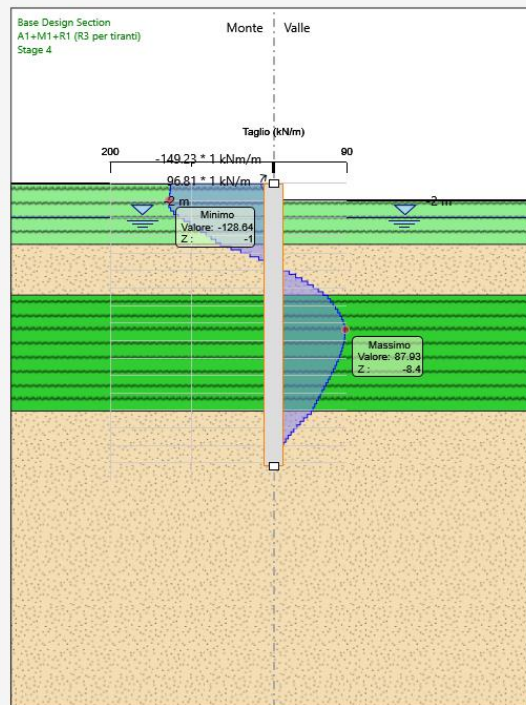 Base Design Section
A1+M1+R1 (R3 per tiranti)
Stage 4
Monte Valle
Taglio (kN/m)
200 90
-149.23 * 1 kNm/m
96.81 * 1 kN/m
-2 m -2 m
Minimo
Valore: -128.64
Z : -1
Massimo
Valore: 87.93
Z : -8.4